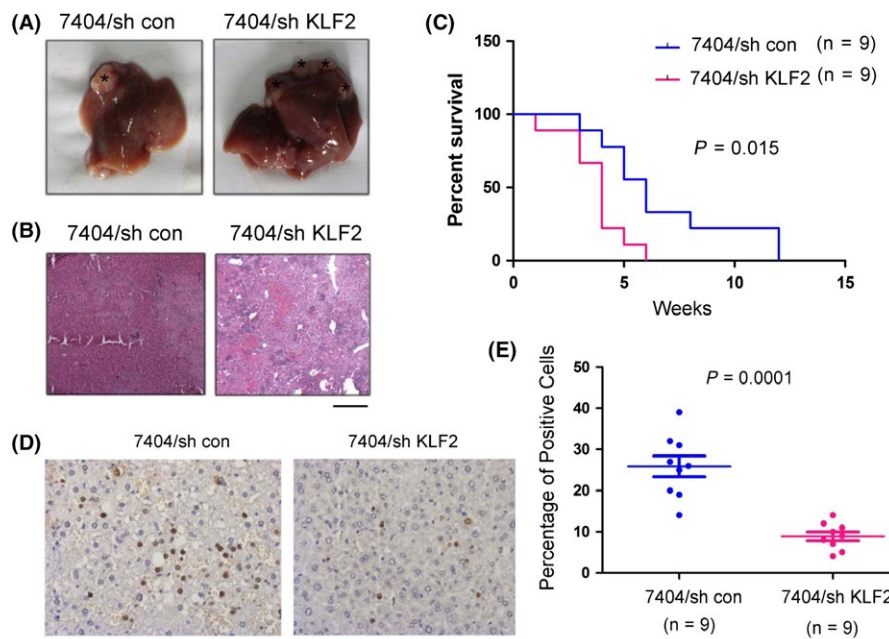 (A)
7404/sh con
7404/sh KLF2
*
* *
* *
(B)
7404/sh con
7404/sh KLF2
(C)
7404/sh con (n = 9)
7404/sh KLF2 (n = 9)
P = 0.015
Percent survival
150
100
50
0
0 5 10 15
Weeks
(D)
7404/sh con
7404/sh KLF2
(E)
P = 0.0001
Percentage of Positive Cells
50
40
30
20
10
0
7404/sh con
(n = 9)
7404/sh KLF2
(n = 9)